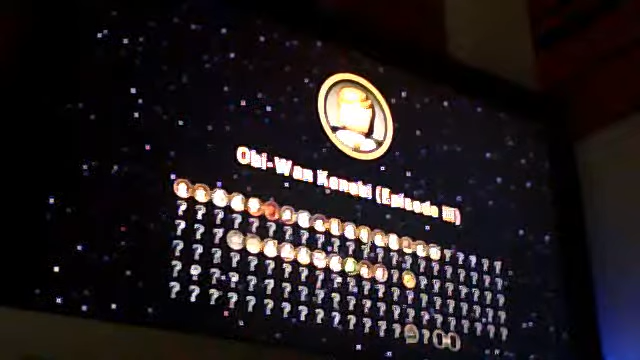 Obi-Wan Kenobi (Episode III)
? ? ? ?
? ? ? ? ? ? ? ? ? ? ? ? ? ? ? ? ? ?
? ? ? ? ? ? ? ? ?
? ? ? ? ? ? ? ? ? ? ? ? ? ? ? ? ?
? ? ? ? ? ? ? ? ? ? ? ? ? ?